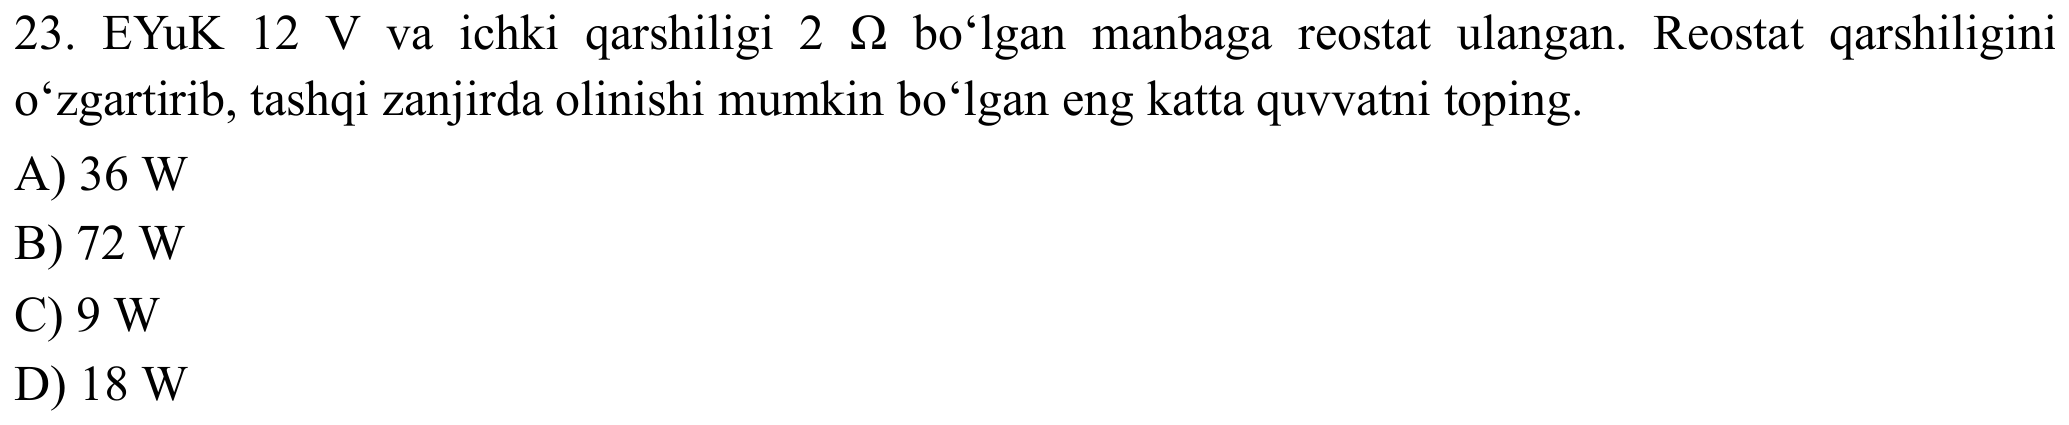 23. EYuK 12 V va ichki qarshiligi 2 Ω bo‘lgan manbaga reostat ulangan. Reostat qarshiligini
o‘zgartirib, tashqi zanjirda olinishi mumkin bo‘lgan eng katta quvvatni toping.
A) 36 W
B) 72 W
C) 9 W
D) 18 W